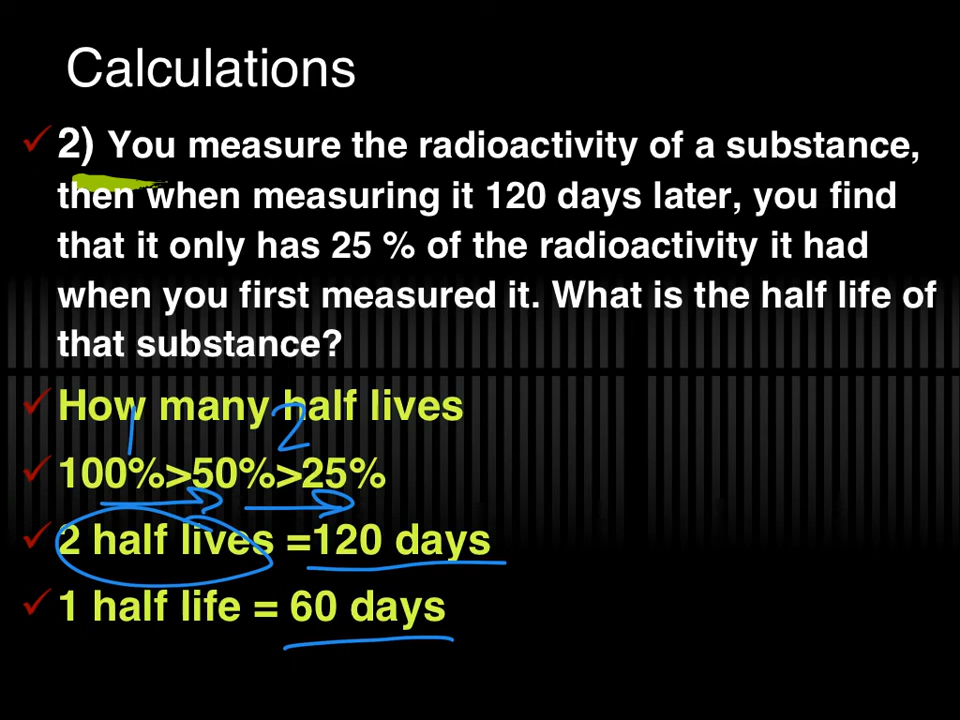 Calculations
2) You measure the radioactivity of a substance,
then when measuring it 120 days later, you find
that it only has 25 % of the radioactivity it had
when you first measured it. What is the half life of
that substance?
How many half lives
1 2
100%>50%>25%
2 half lives =120 days
1 half life = 60 days